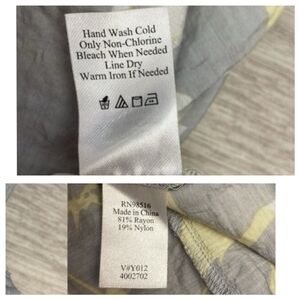 Hand Wash Cold
Only Non-Chlorine
Bleach When Needed
Line Dry
Warm Iron If Needed
RN98516
Made in China
81% Rayon
19% Nylon
V#Y012
4002702